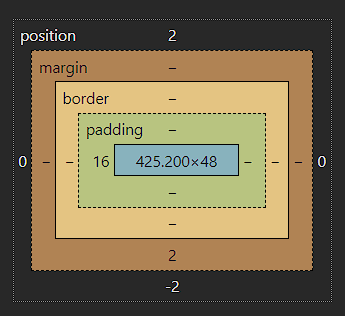 position 2
margin –
border –
padding –
0 – – 16 425.200×48 – – – 0
–
–
2
-2